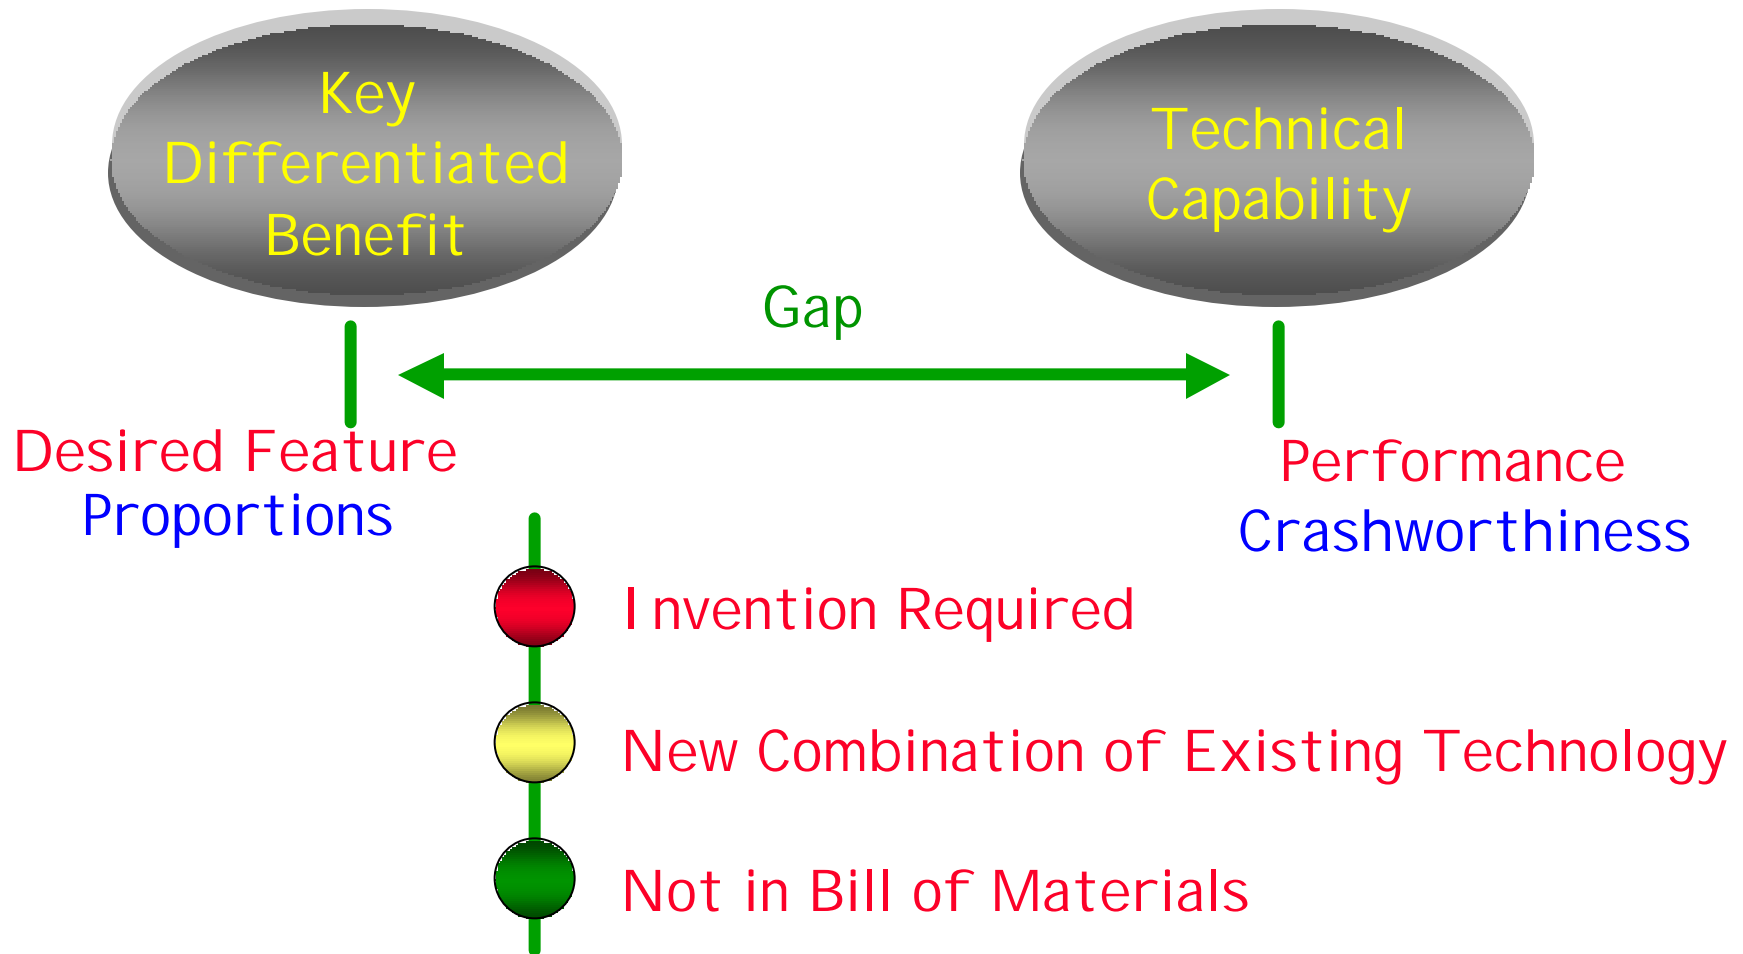 Key
Differentiated
Benefit
Technical
Capability
Gap
Desired Feature
Proportions
Performance
Crashworthiness
Invention Required
New Combination of Existing Technology
Not in Bill of Materials